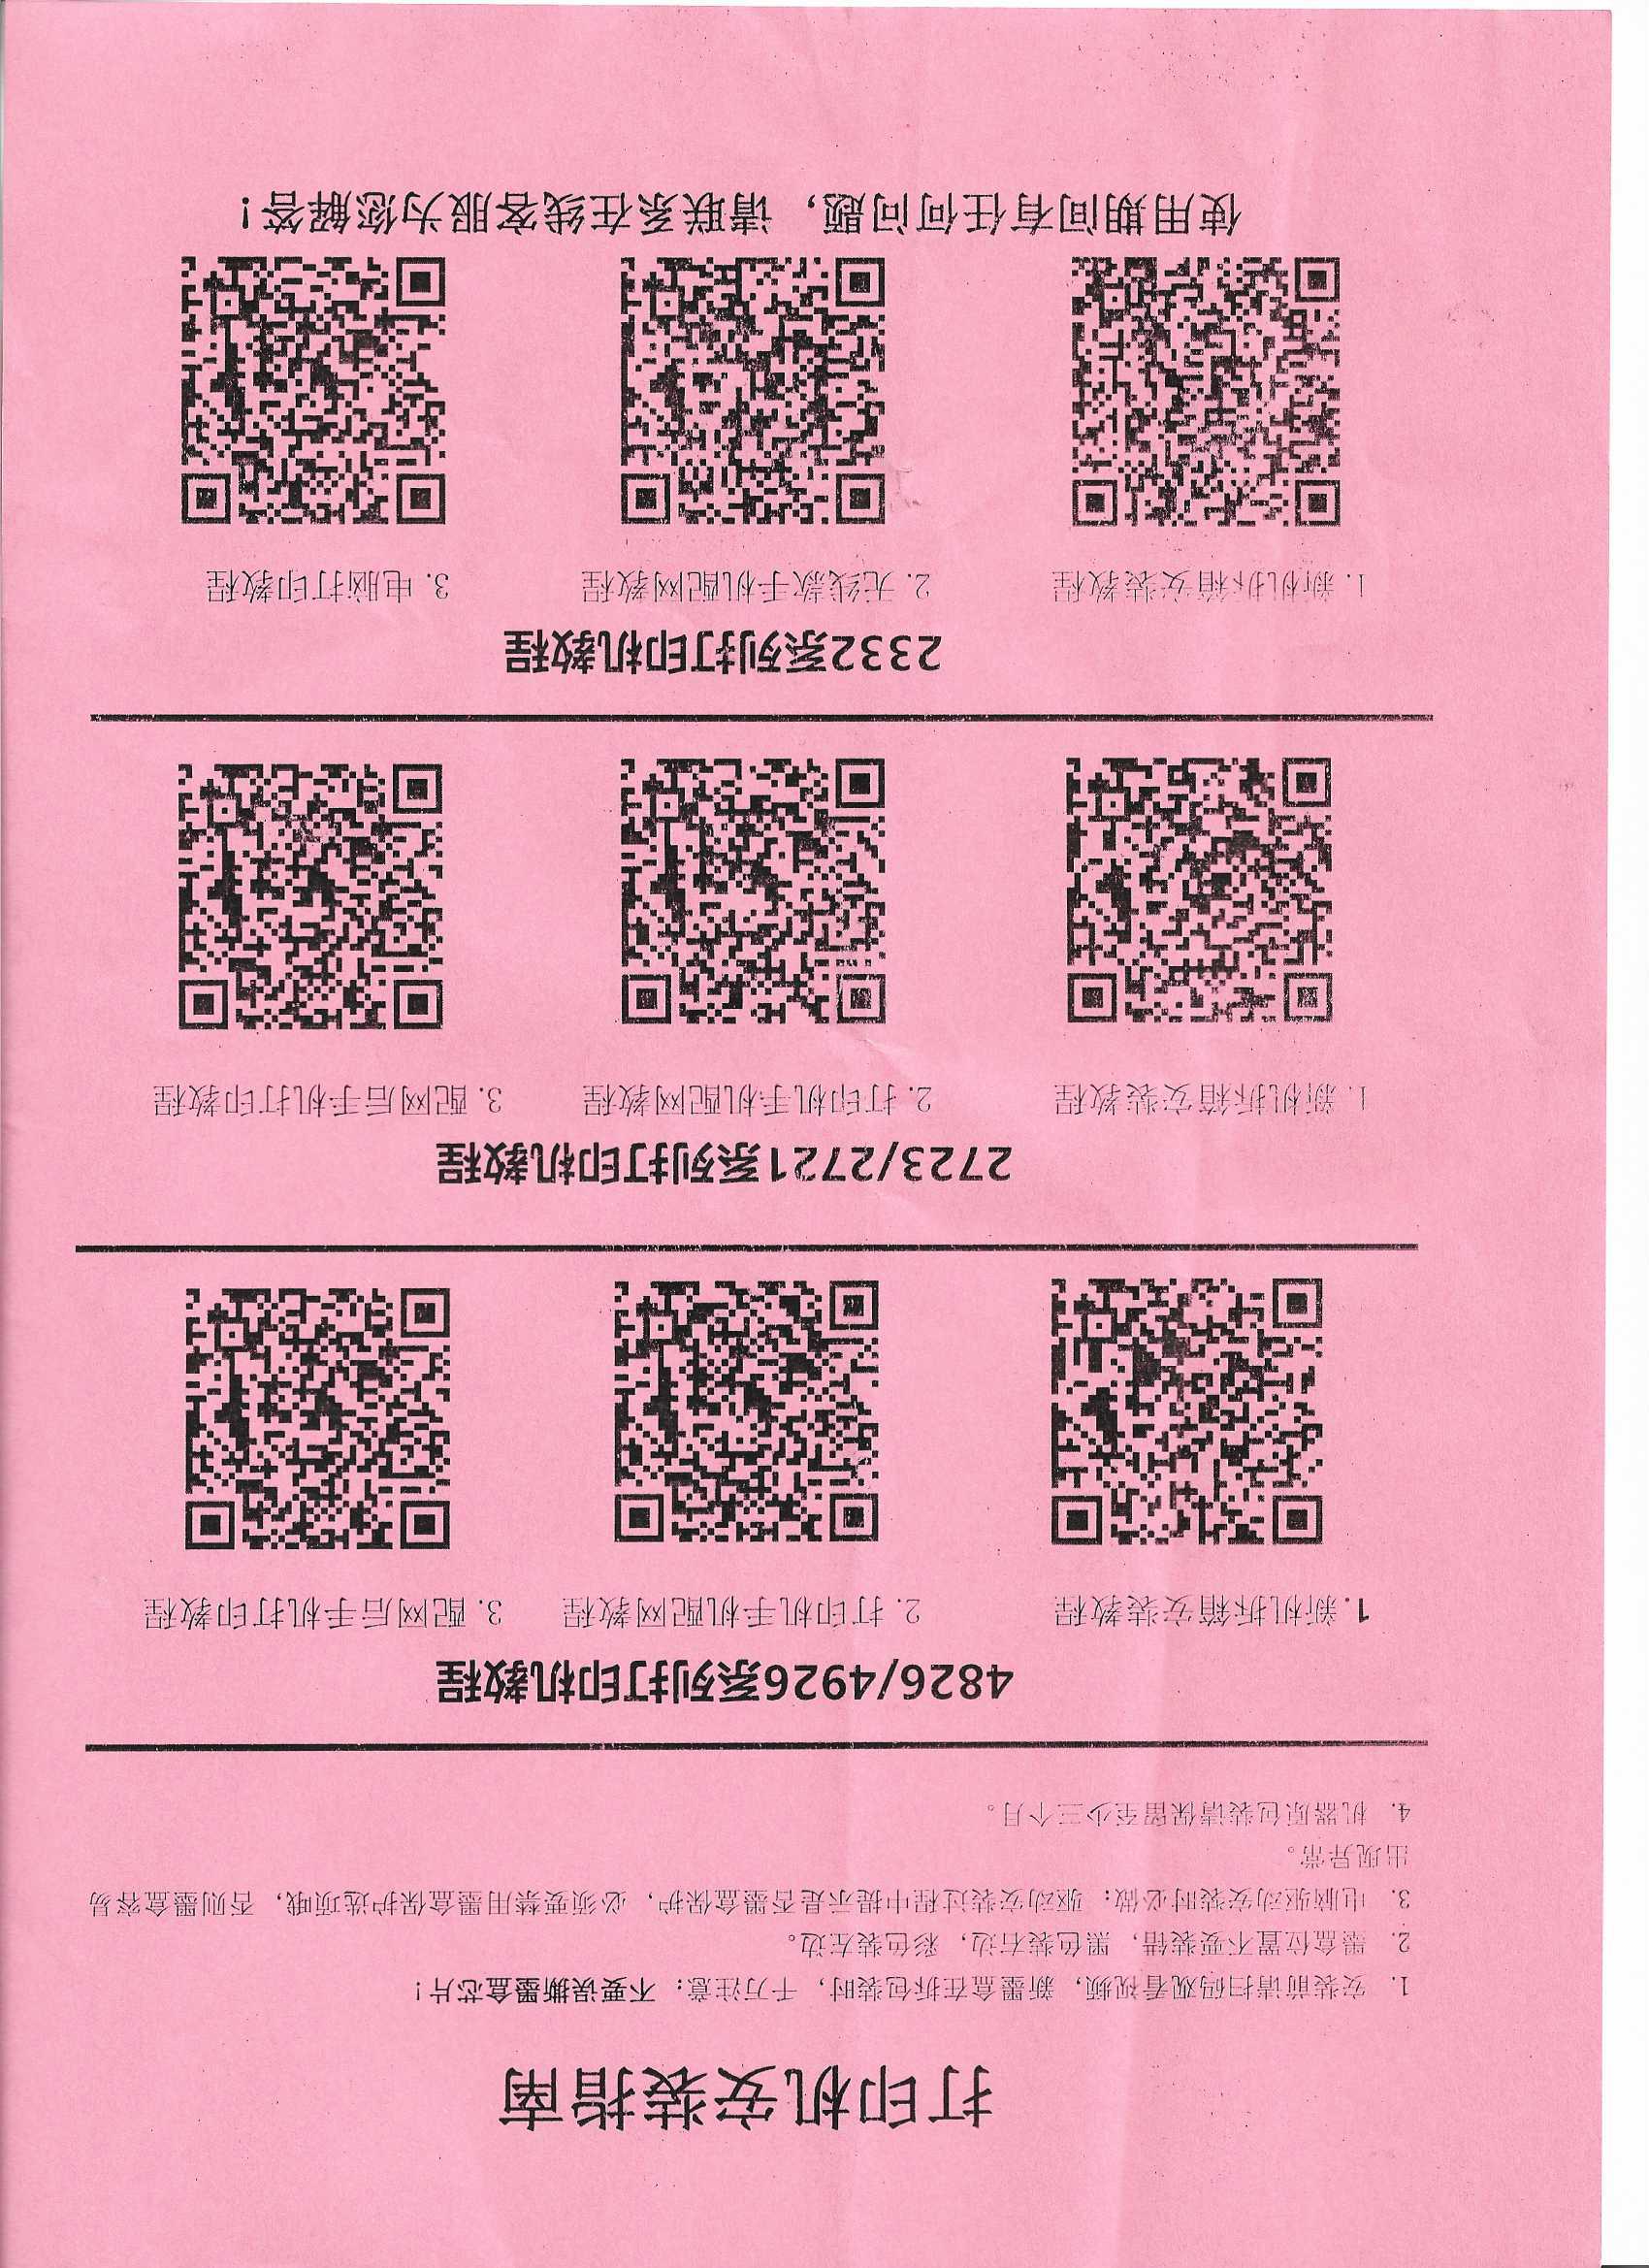 打印机安装指南
1. 安装前请扫码观看视频，新墨盒在拆包装时，千万注意：不要误撕墨盒芯片！
2. 墨盒位置不要装错，黑色装右边，彩色装左边。
3. 电脑驱动安装时必做：驱动安装过程中提示是否墨盒保护，必须要禁用墨盒保护选项哦，否则墨盒容易
出现异常。
4. 机器原包装请保留至少三个月。
4826/4926系列打印机教程
1.新机拆箱安装教程
2. 打印机手机配网教程
3. 配网后手机打印教程
2723/2721系列打印机教程
1. 新机拆箱安装教程
2. 打印机手机配网教程
3. 配网后手机打印教程
2332系列打印机教程
1. 新机拆箱安装教程
2. 无线款手机配网教程
3. 电脑打印教程
使用期间有任何问题，请联系在线客服为您解答！